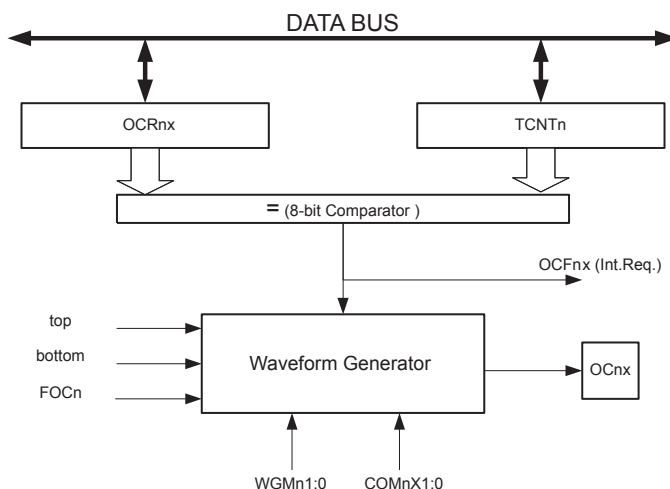 DATA BUS
OCRnx
TCNTn
= (8-bit Comparator )
OCFnx (Int.Req.)
top
bottom
FOCn
Waveform Generator
OCnx
WGMn1:0
COMnX1:0